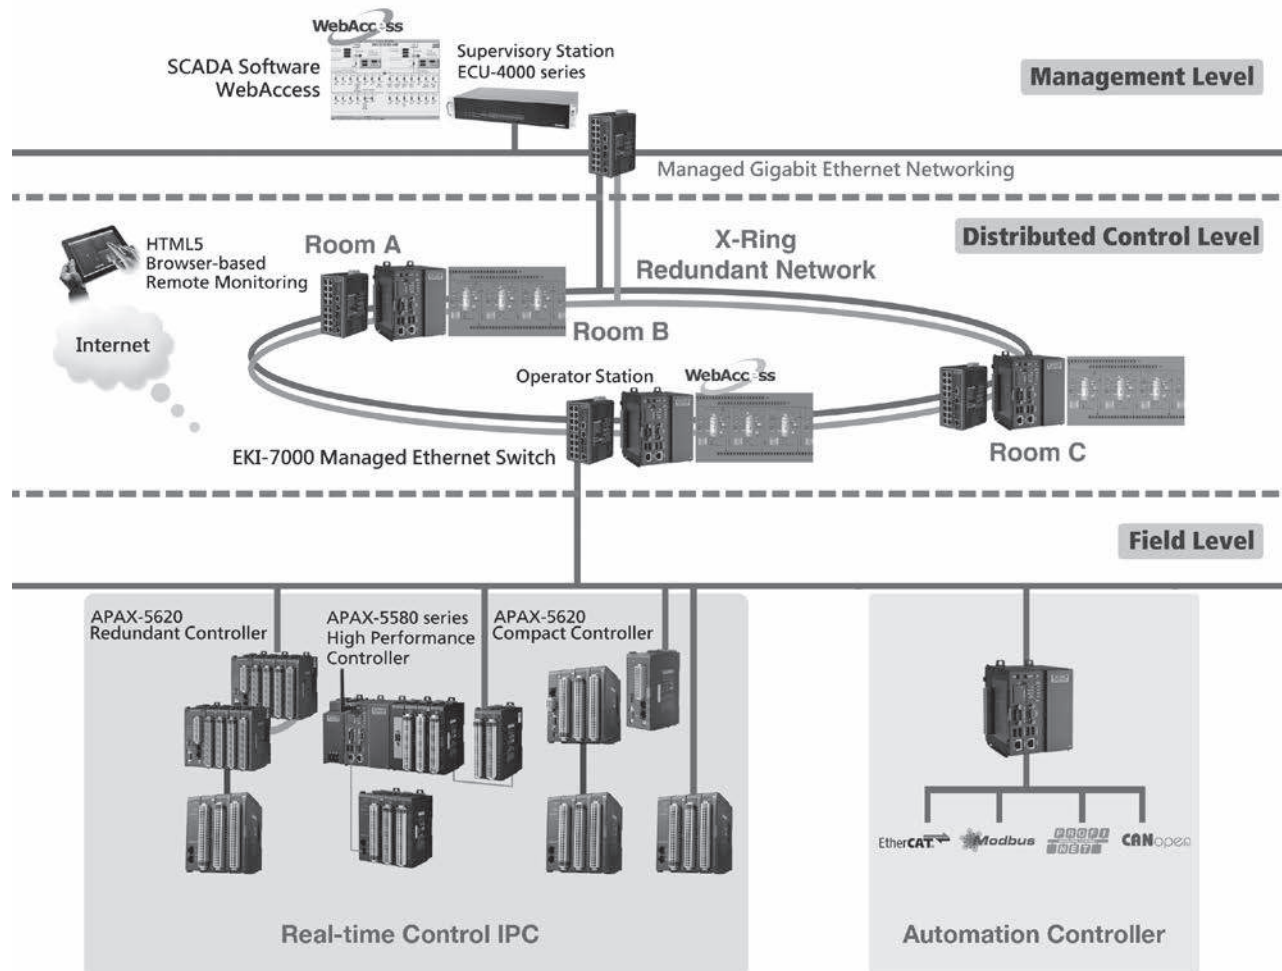 WebAccess
SCADA Software
WebAccess
Supervisory Station
ECU-4000 series
Management Level
Managed Gigabit Ethernet Networking
HTML5
Browser-based
Remote Monitoring
Internet
Room A
X-Ring
Redundant Network
Distributed Control Level
Room B
Operator Station
WebAccess
EKI-7000 Managed Ethernet Switch
Room C
Field Level
APAX-5620
Redundant Controller
APAX-5580 series
High Performance
Controller
APAX-5620
Compact Controller
EtherCAT
Modbus
PROFI
NET
CANopen
Real-time Control IPC
Automation Controller